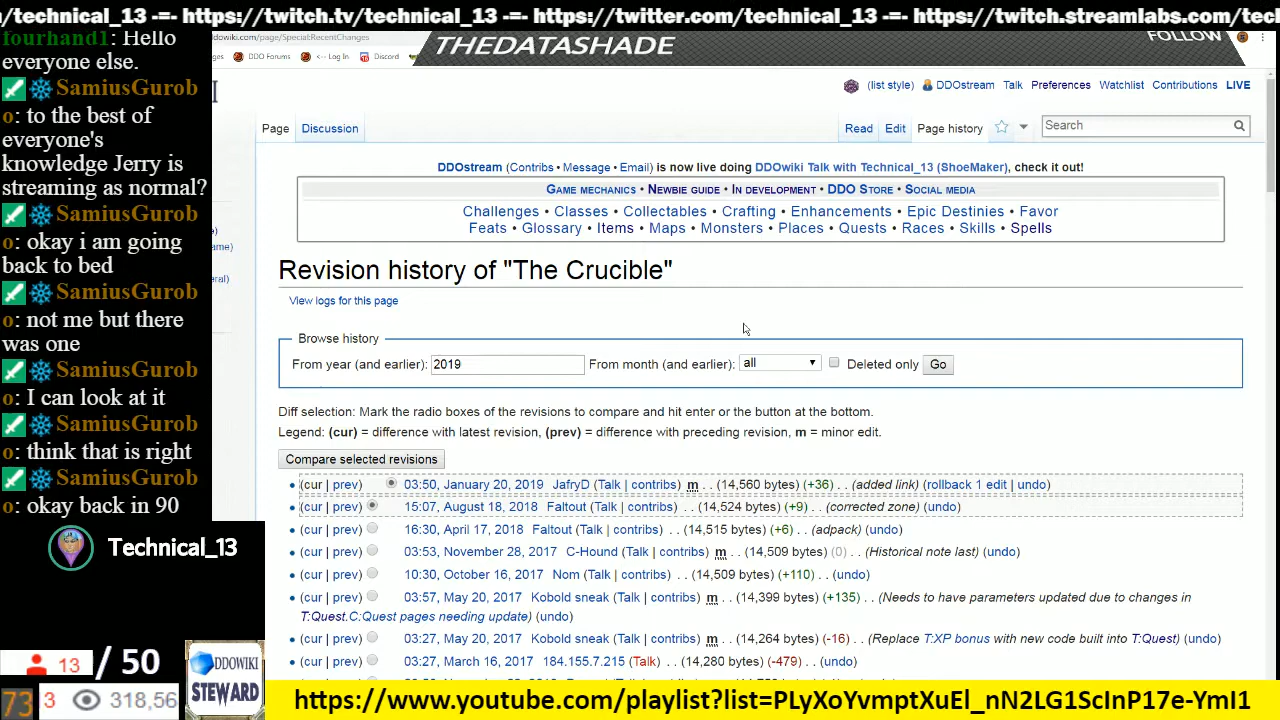 /technical_13 -=- https://twitch.tv/technical_13 -=- https://twitter.com/technical_13 -=- https://twitch.streamlabs.com/tec
fourhand1: Hello
everyone else.
SamiusGurob
o: to the best of
everyone's
knowledge Jerry is
streaming as normal?
SamiusGurob
o: okay i am going
back to bed
SamiusGurob
o: not me but there
was one
SamiusGurob
o: I can look at it
SamiusGurob
o: think that is right
SamiusGurob
o: okay back in 90
Technical_13
13 / 50
73 3 318,56
DDOWIKI
STEWARD
ddowiki.com/page/Special:RecentChanges
ges DDO Forums <-- Log In Discord
THEDATASHADE
FOLLOW
(list style) DDOstream Talk Preferences Watchlist Contributions LIVE
Page Discussion Read Edit Page history Search
DDOstream (Contribs • Message • Email) is now live doing DDOwiki Talk with Technical_13 (ShoeMaker), check it out!
Game mechanics • Newbie guide • In development • DDO Store • Social media
Challenges • Classes • Collectables • Crafting • Enhancements • Epic Destinies • Favor
Feats • Glossary • Items • Maps • Monsters • Places • Quests • Races • Skills • Spells
Revision history of "The Crucible"
View logs for this page
Browse history
From year (and earlier): 2019 From month (and earlier): all Deleted only Go
Diff selection: Mark the radio boxes of the revisions to compare and hit enter or the button at the bottom.
Legend: (cur) = difference with latest revision, (prev) = difference with preceding revision, m = minor edit.
Compare selected revisions
(cur | prev) 03:50, January 20, 2019 JafryD (Talk | contribs) m . . (14,560 bytes) (+36) . . (added link) (rollback 1 edit | undo)
(cur | prev) 15:07, August 18, 2018 Faltout (Talk | contribs) . . (14,524 bytes) (+9) . . (corrected zone) (undo)
(cur | prev) 16:30, April 17, 2018 Faltout (Talk | contribs) . . (14,515 bytes) (+6) . . (adpack) (undo)
(cur | prev) 03:53, November 28, 2017 C-Hound (Talk | contribs) m . . (14,509 bytes) (0) . . (Historical note last) (undo)
(cur | prev) 10:30, October 16, 2017 Nom (Talk | contribs) . . (14,509 bytes) (+110) . . (undo)
(cur | prev) 03:57, May 20, 2017 Kobold sneak (Talk | contribs) m . . (14,399 bytes) (+135) . . (Needs to have parameters updated due to changes in
T:Quest.C:Quest pages needing update) (undo)
(cur | prev) 03:27, May 20, 2017 Kobold sneak (Talk | contribs) m . . (14,264 bytes) (-16) . . (Replace T:XP bonus with new code built into T:Quest) (undo)
(cur | prev) 03:27, March 16, 2017 184.155.7.215 (Talk) . . (14,280 bytes) (-479) . . (undo)
https://www.youtube.com/playlist?list=PLyXoYvmptXuEl_nN2LG1ScInP17e-YmI1